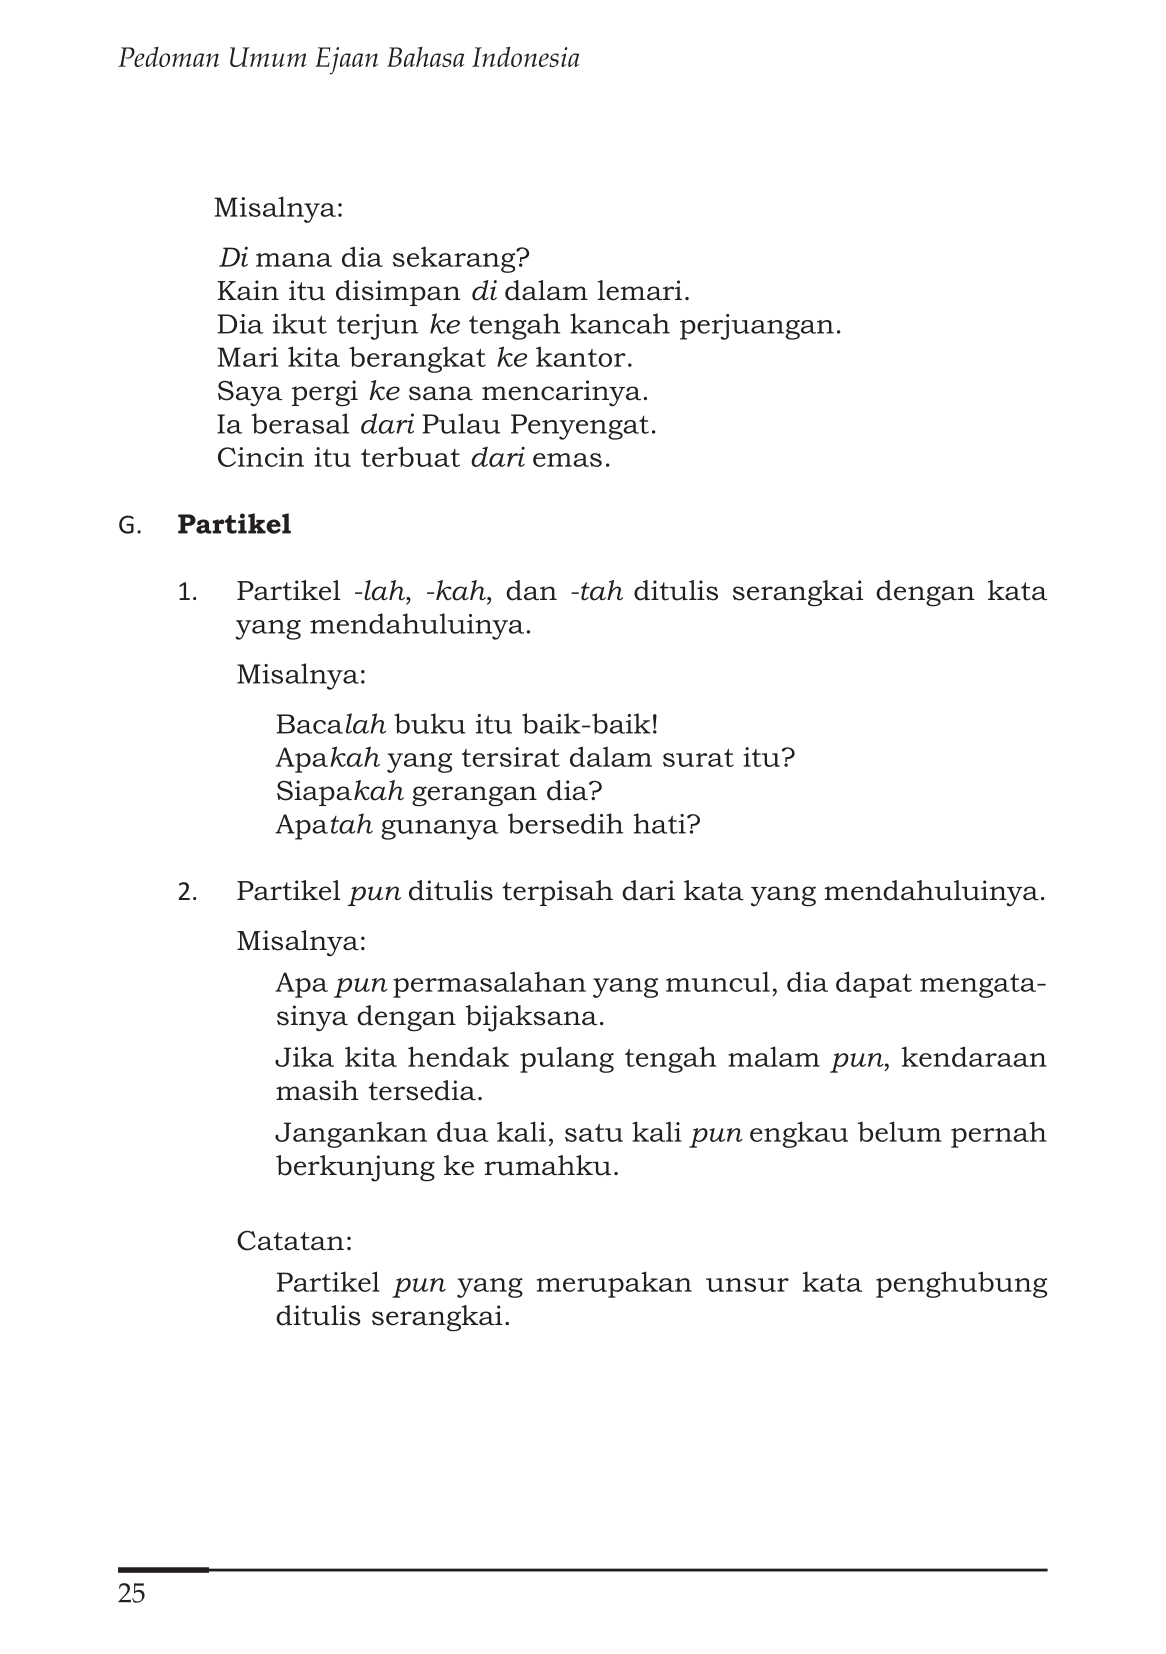 Pedoman Umum Ejaan Bahasa Indonesia
Misalnya:
Di mana dia sekarang?
Kain itu disimpan di dalam lemari.
Dia ikut terjun ke tengah kancah perjuangan.
Mari kita berangkat ke kantor.
Saya pergi ke sana mencarinya.
Ia berasal dari Pulau Penyengat.
Cincin itu terbuat dari emas.
G. Partikel
1. Partikel -lah, -kah, dan -tah ditulis serangkai dengan kata
yang mendahuluinya.
Misalnya:
Bacalah buku itu baik-baik!
Apakah yang tersirat dalam surat itu?
Siapakah gerangan dia?
Apatah gunanya bersedih hati?
2. Partikel pun ditulis terpisah dari kata yang mendahuluinya.
Misalnya:
Apa pun permasalahan yang muncul, dia dapat mengata-
sinya dengan bijaksana.
Jika kita hendak pulang tengah malam pun, kendaraan
masih tersedia.
Jangankan dua kali, satu kali pun engkau belum pernah
berkunjung ke rumahku.
Catatan:
Partikel pun yang merupakan unsur kata penghubung
ditulis serangkai.
25